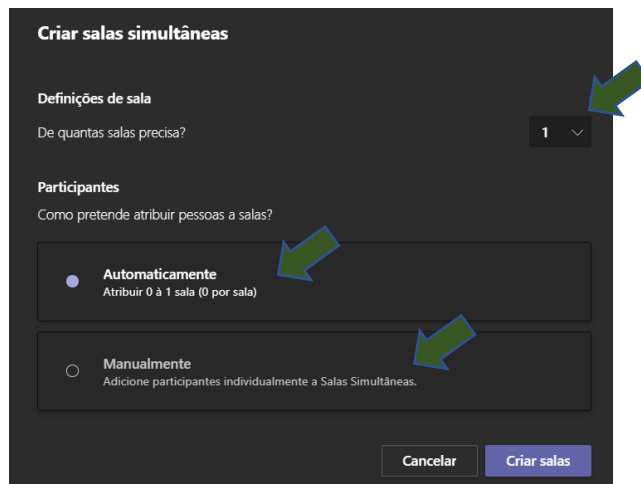 Criar salas simultâneas
Definições de sala
De quantas salas precisa?
1
Participantes
Como pretende atribuir pessoas a salas?
Automaticamente
Atribuir 0 à 1 sala (0 por sala)
Manualmente
Adicione participantes individualmente a Salas Simultâneas.
Cancelar
Criar salas